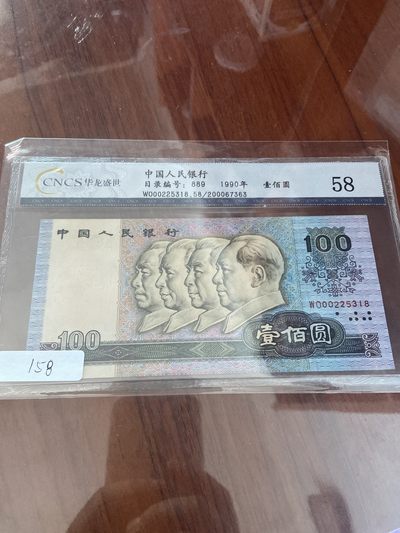 CNCS华龙盛世
中国人民银行
目录编号: 889 1990年 壹佰圆
WO00225318.58/200067363
58
中国人民银行
100
WO00225318
100
壹佰圆
158